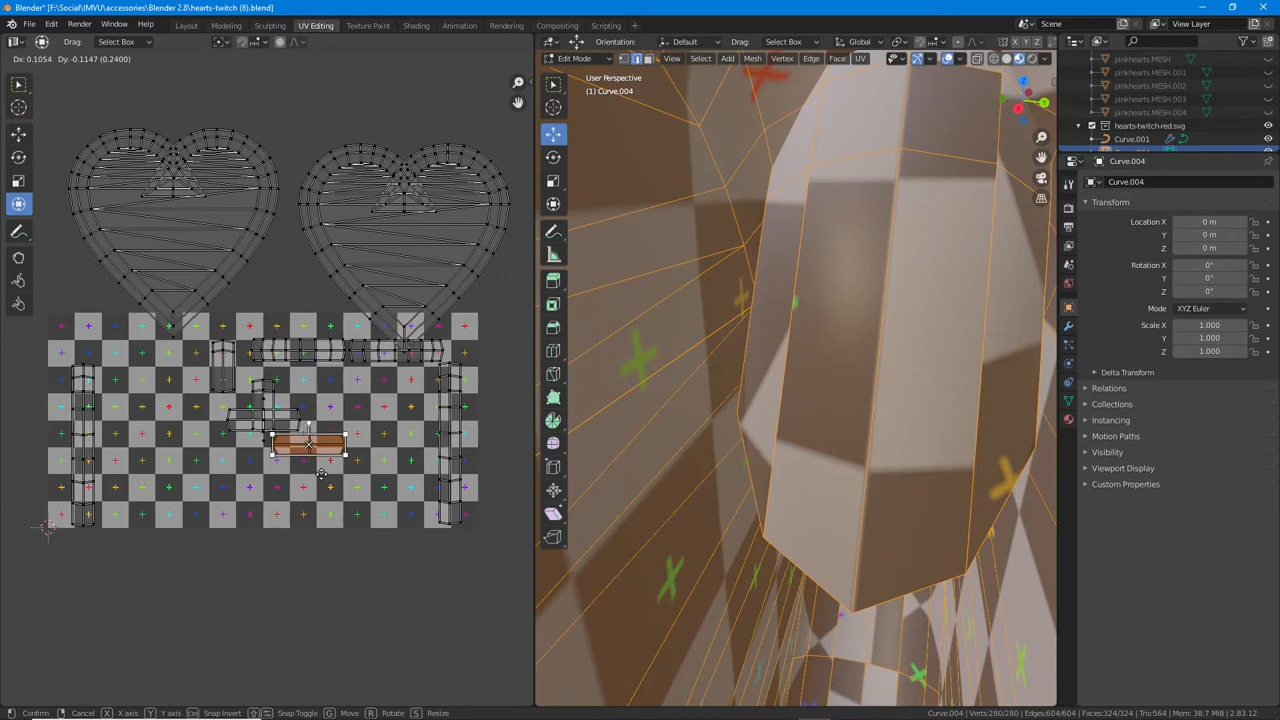 Blender* [F:\Social\IMVU\accessories\Blender 2.8\hearts-twitch (6).blend]
File Edit Render Window Help Layout Modeling Sculpting UV Editing Texture Paint Shading Animation Rendering Compositing Scripting Scene View Layer
Drag: Select Box Orientation: Default Drag: Select Box Global X Y Z
Dy: -0.1147 (0.2400)
Edit Mode View Select Add Mesh Vertex Edge Face UV
User Perspective
(1) Curve.004
pinkhearts.MESH
pinkhearts.MESH.001
pinkhearts.MESH.002
pinkhearts.MESH.003
pinkhearts.MESH.004
hearts-twitch-red.svg
Curve.001
Curve.004
Curve.004
Transform
Location X 0 m
Y 0 m
Z 0 m
Rotation X 0°
Y 0°
Z 0°
Mode XYZ Euler
Scale X 1.000
Y 1.000
Z 1.000
Delta Transform
Relations
Collections
Instancing
Motion Paths
Visibility
Viewport Display
Custom Properties
Confirm Cancel X X axis Y Y axis Snap Invert Snap Toggle G Move R Rotate S Resize Curve.004 | Verts:280/280 | Edges:604/604 | Faces:324/324 | Tris:564 | Mem: 38.7 MiB | 2.83.12